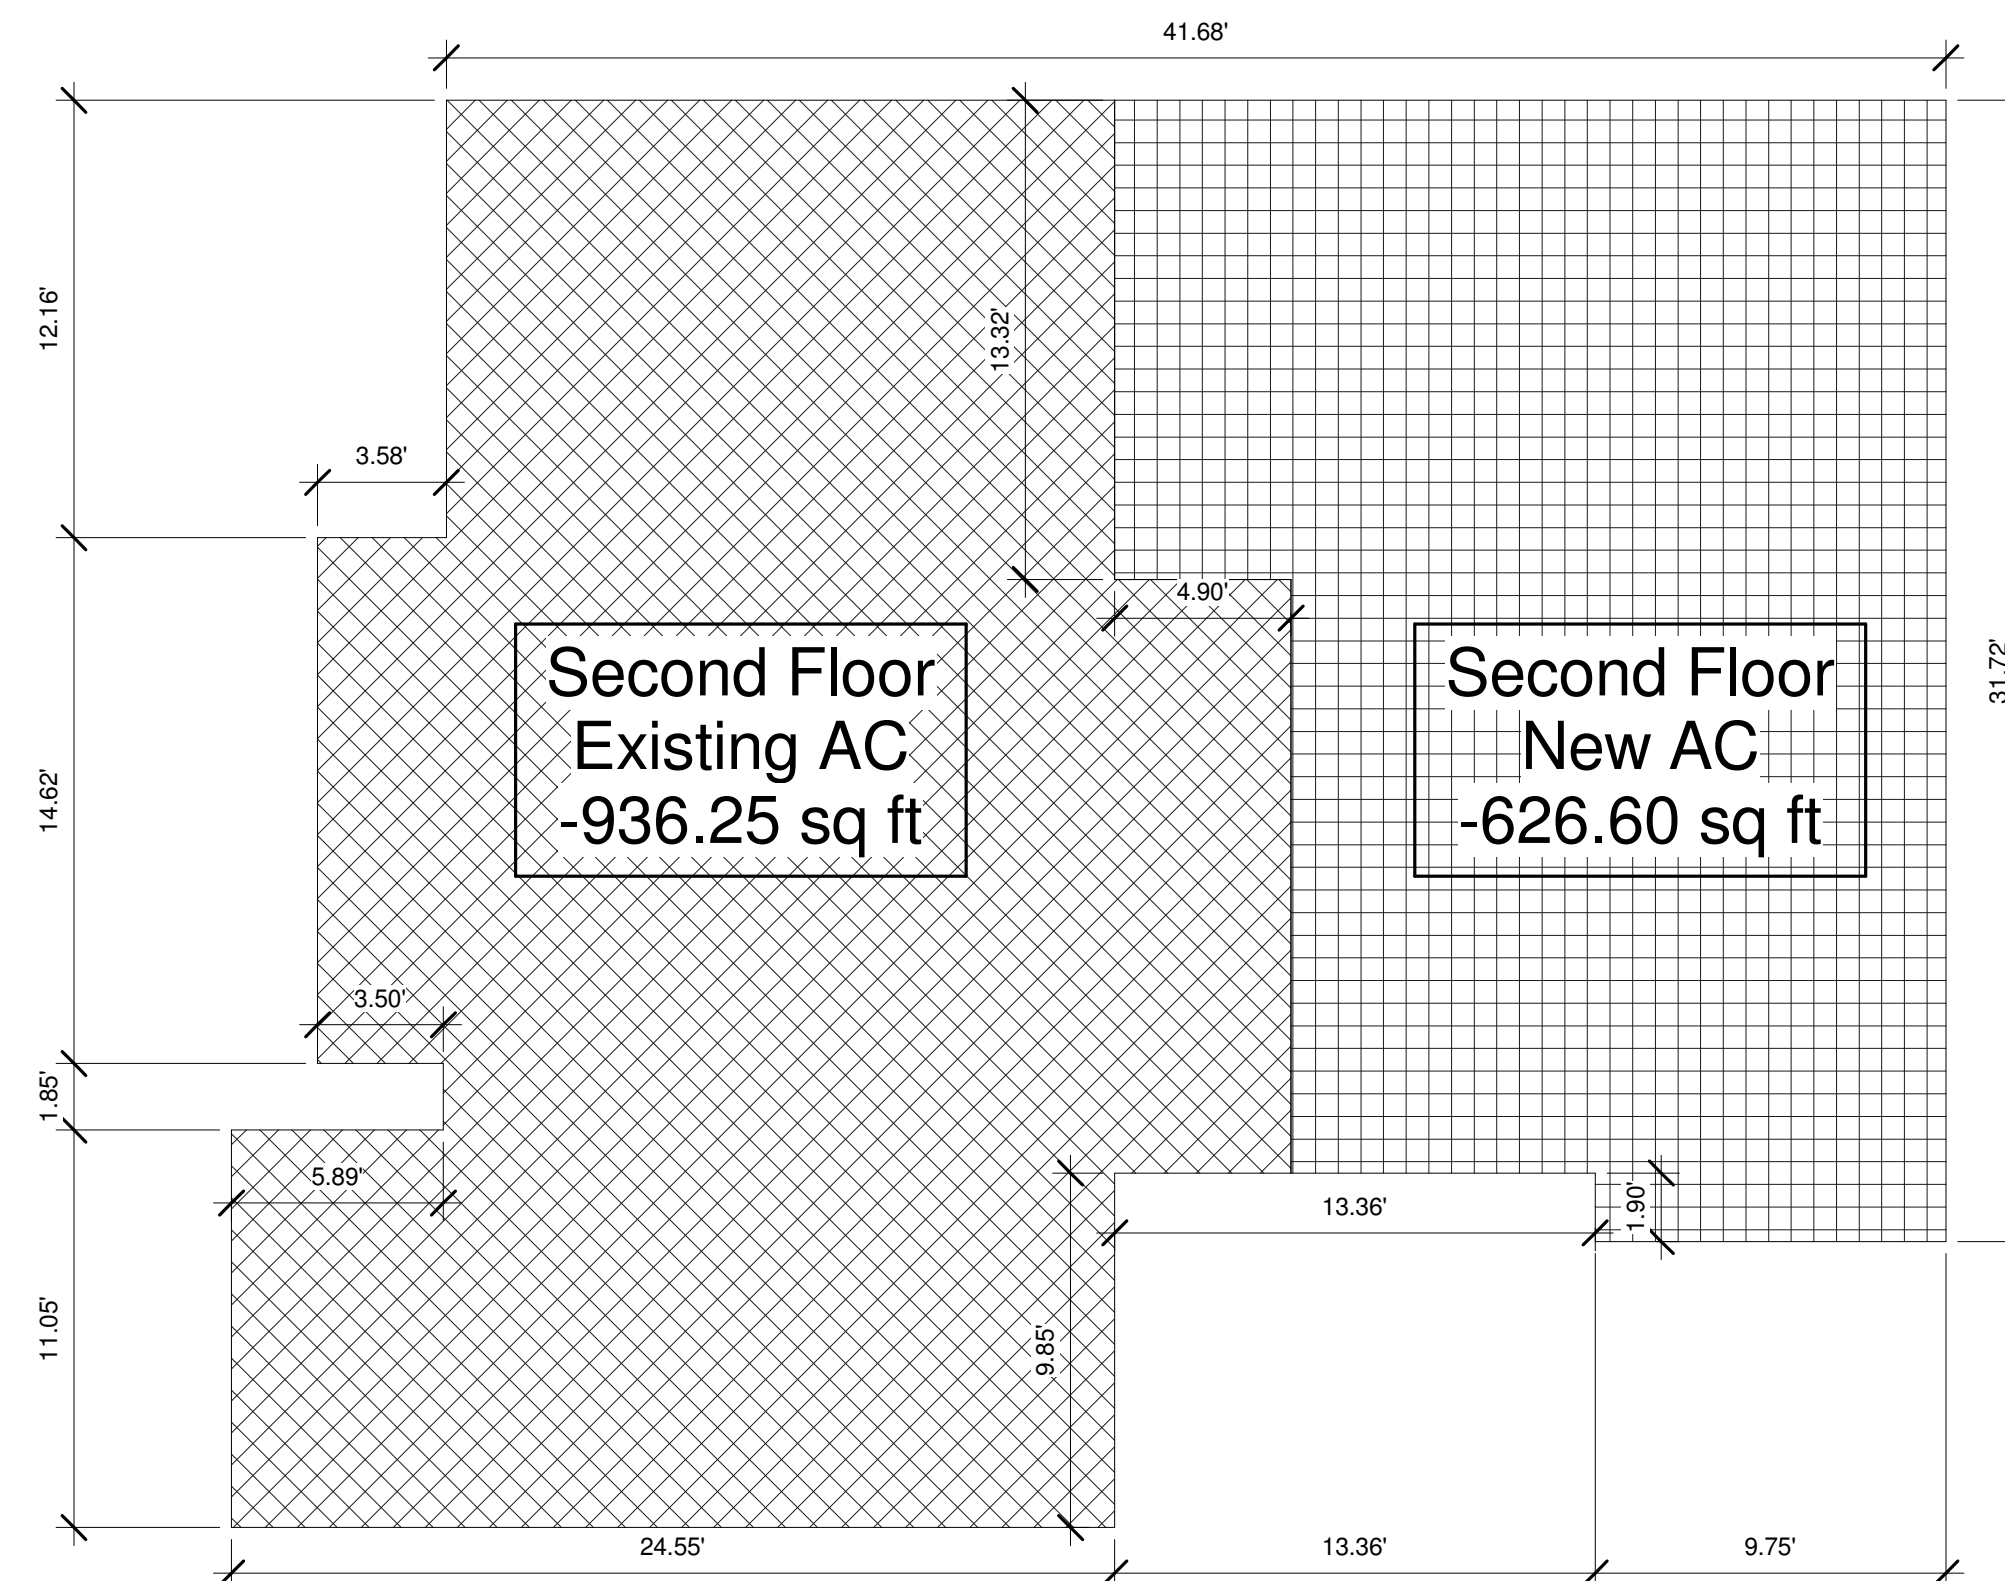 41.68'
12.16'
13.32'
3.58'
4.90'
31.72'
Second Floor
Existing AC
-936.25 sq ft
Second Floor
New AC
-626.60 sq ft
14.62'
3.50'
1.85'
5.89'
13.36'
1.90'
11.05'
9.85'
24.55'
13.36'
9.75'